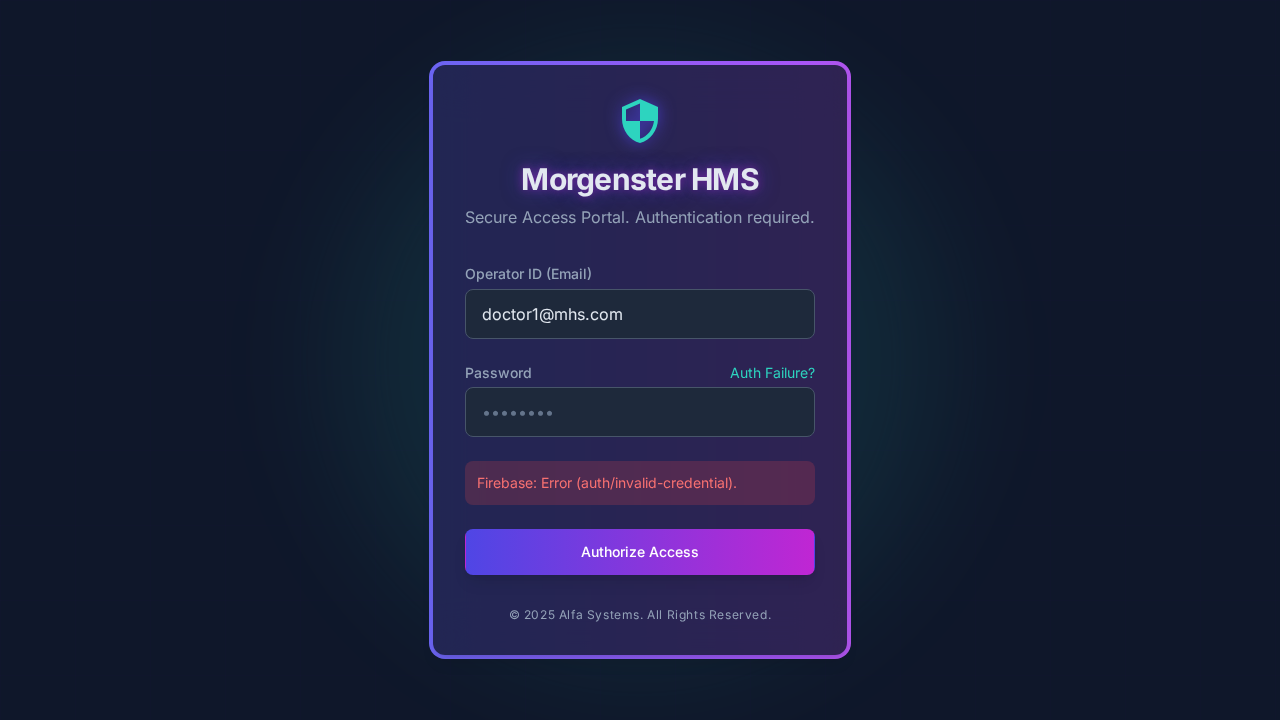 Morgenster HMS
Secure Access Portal. Authentication required.
Operator ID (Email)
doctor1@mhs.com
Password Auth Failure?
••••••••
Firebase: Error (auth/invalid-credential).
Authorize Access
© 2025 Alfa Systems. All Rights Reserved.